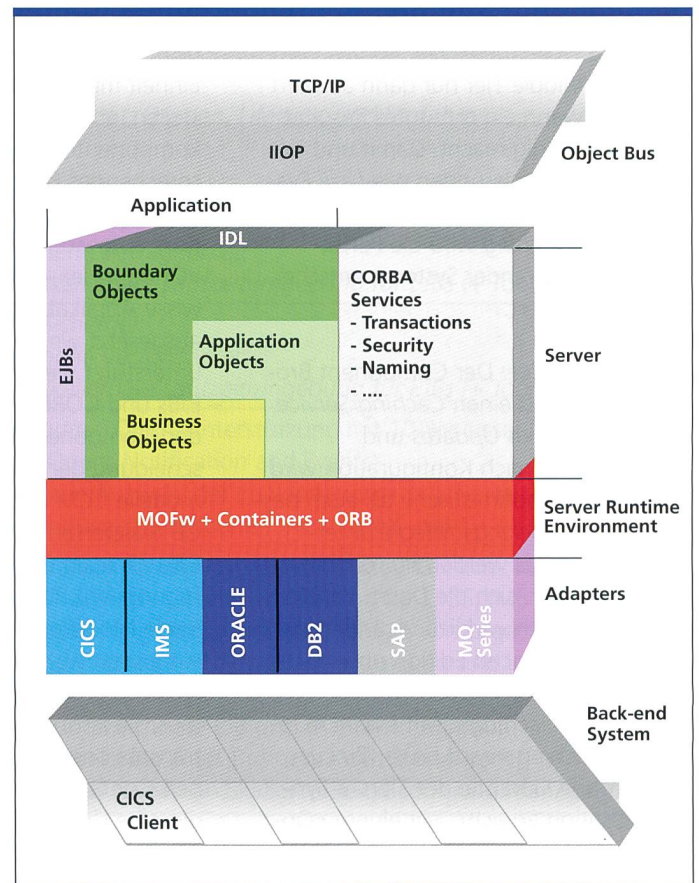 TCP/IP
IIOP
Object Bus
Application
IDL
EJBs
Boundary
Objects
Application
Objects
Business
Objects
CORBA
Services
- Transactions
- Security
- Naming
- ....
Server
MOFw + Containers + ORB
Server Runtime
Environment
CICS
IMS
ORACLE
DB2
SAP
MQ
Series
Adapters
Back-end
System
CICS
Client